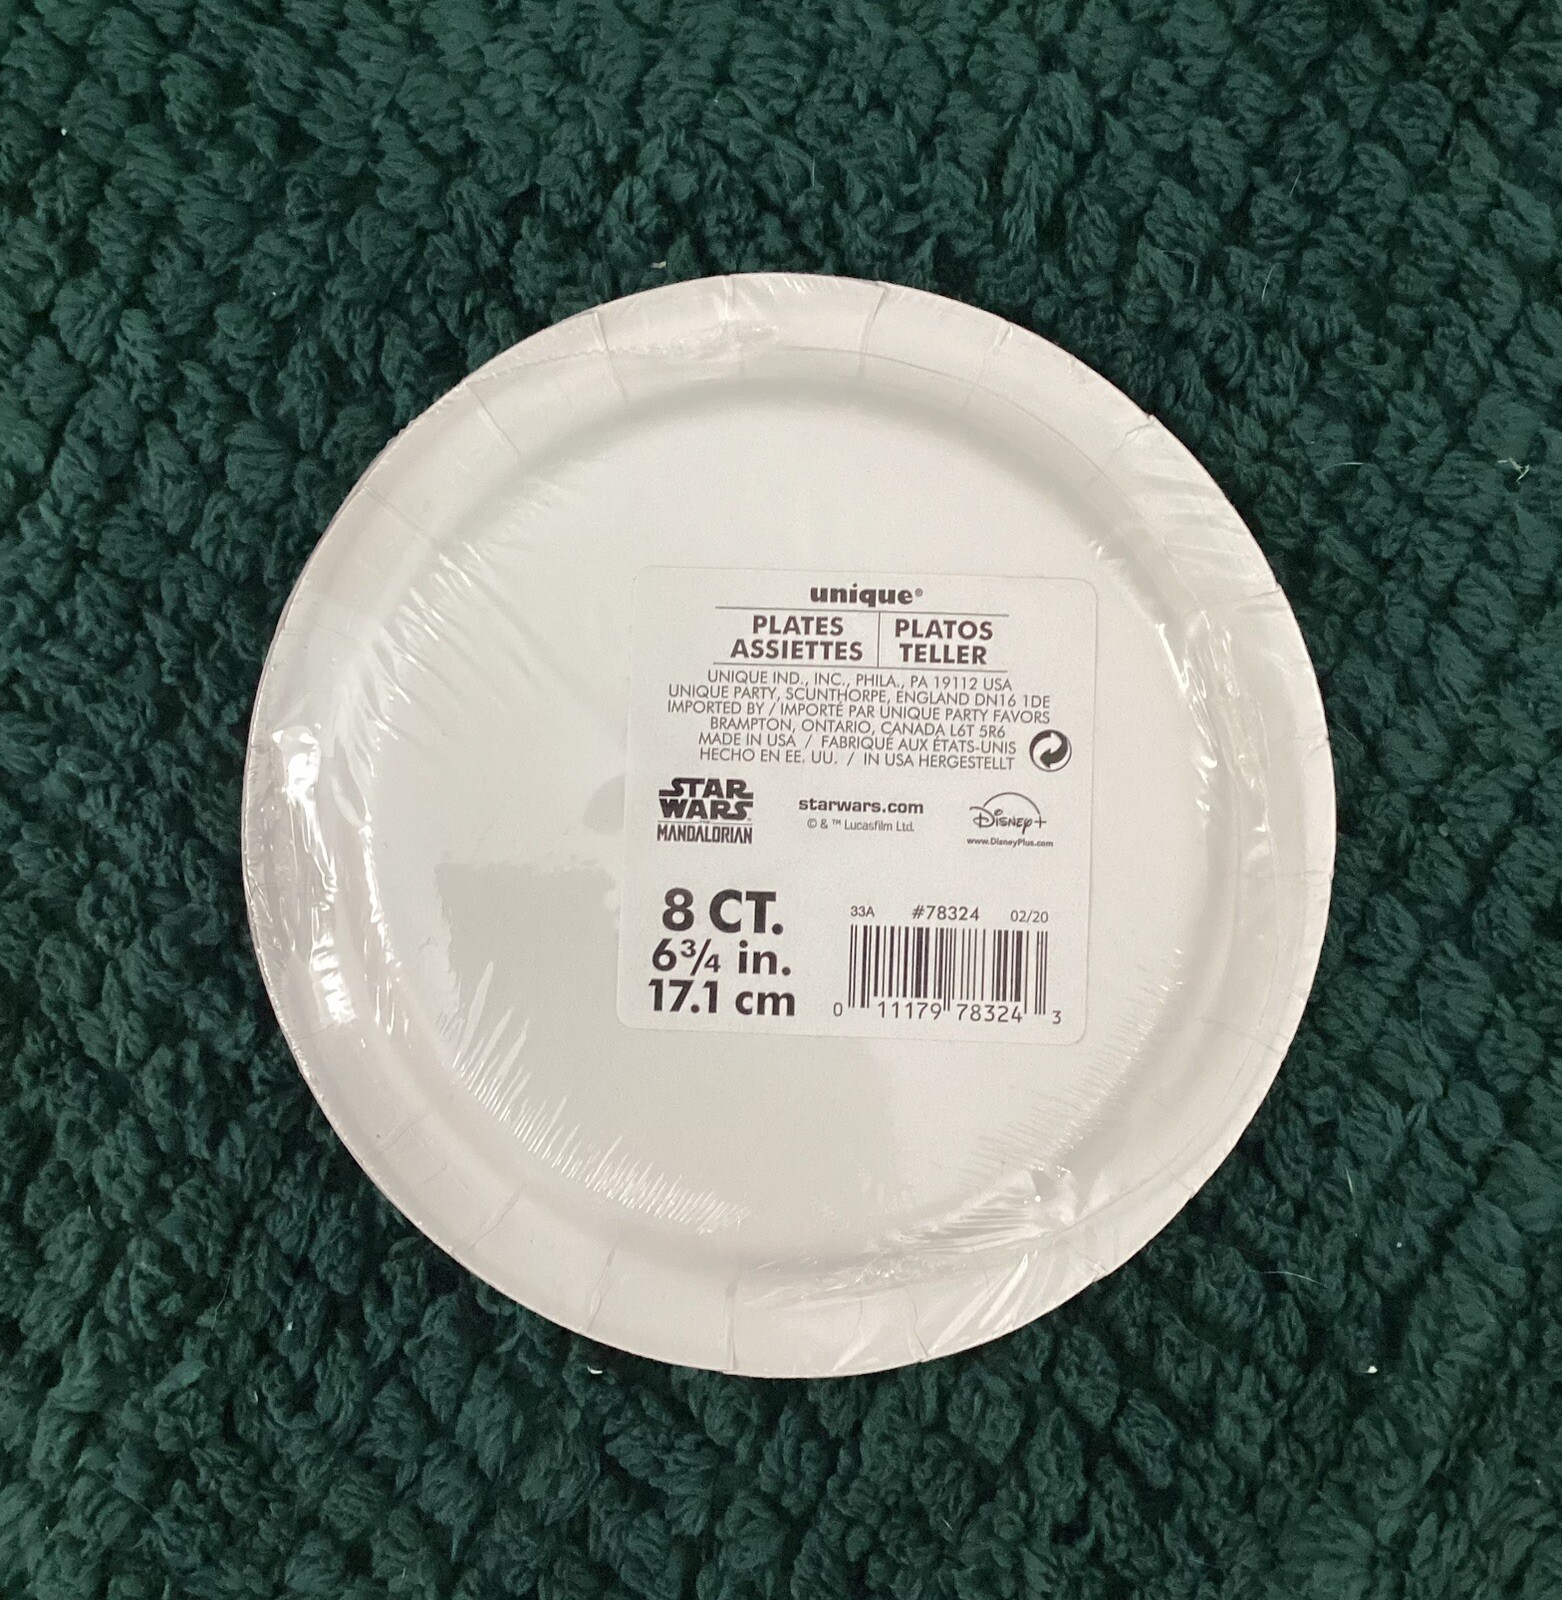 unique®
PLATES
ASSIETTES
PLATOS
TELLER
UNIQUE IND., INC., PHILA., PA 19112 USA
UNIQUE PARTY, SCUNTHORPE, ENGLAND DN16 1DE
IMPORTED BY / IMPORTÉ PAR UNIQUE PARTY FAVORS
BRAMPTON, ONTARIO, CANADA L6T 5R6
MADE IN USA / FABRIQUÉ AUX ÉTATS-UNIS
HECHO EN EE. UU. / IN USA HERGESTELLT
STAR
WARS
THE
MANDALORIAN
starwars.com
© & ™ Lucasfilm Ltd.
Disney+
www.DisneyPlus.com
8 CT.
6¾ in.
17.1 cm
33A #78324 02/20
0 11179 78324 3